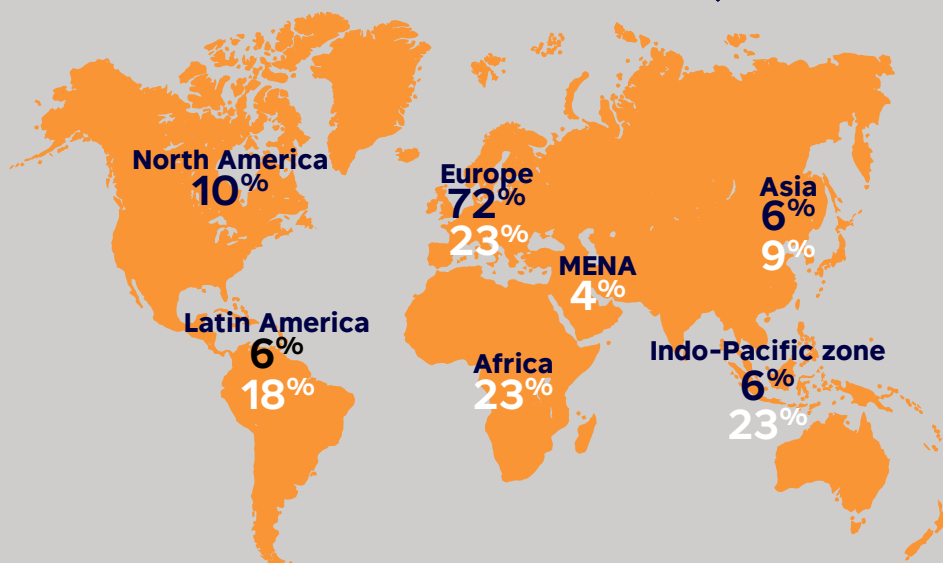 North America
10%
Europe
72%
23%
Asia
6%
9%
MENA
4%
Latin America
6%
18%
Africa
23%
Indo-Pacific zone
6%
23%